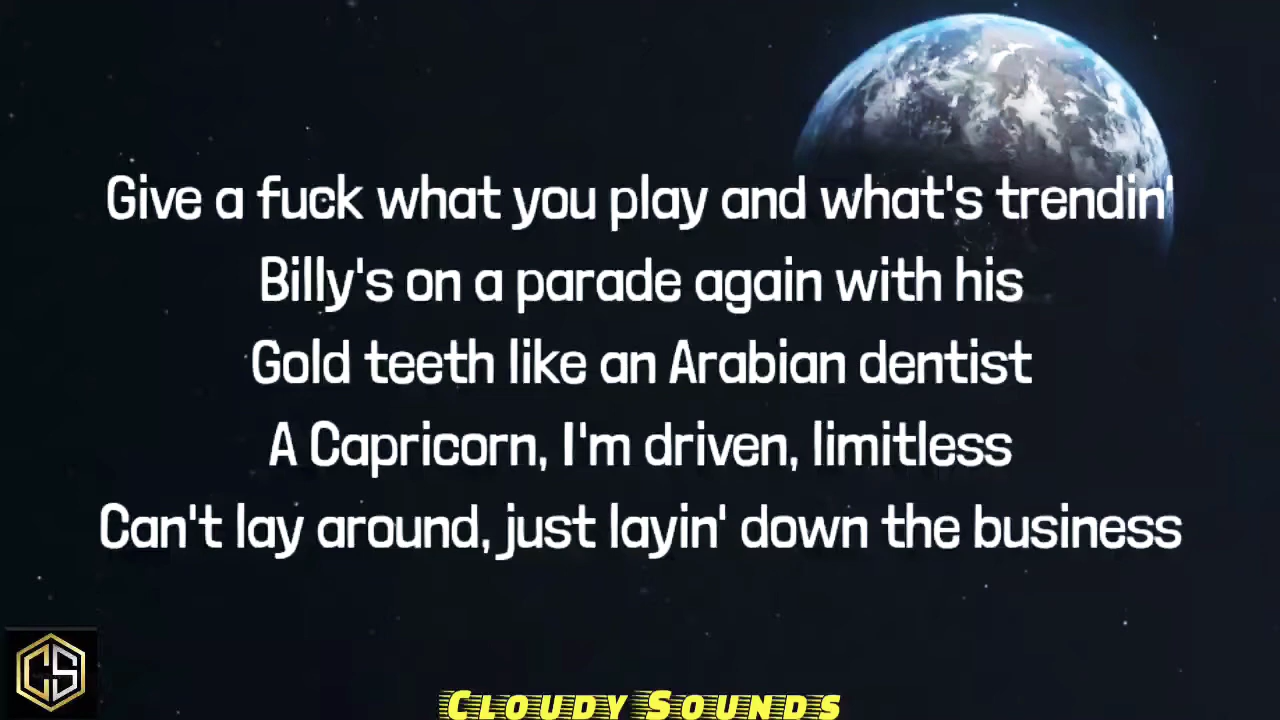 Give a fuck what you play and what's trendin'
Billy's on a parade again with his
Gold teeth like an Arabian dentist
A Capricorn, I'm driven, limitless
Can't lay around, just layin' down the business
CS
Cloudy Sounds